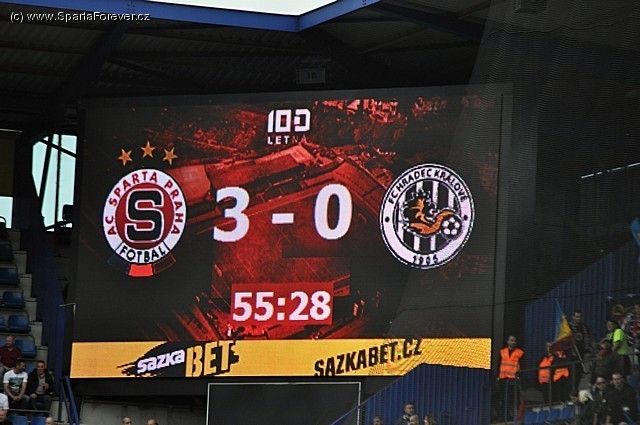 (c) www.SpartaForever.cz
100
LETNÁ
AC SPARTA PRAHA
S
FOTBAL
3 - 0
FC HRADEC KRÁLOVÉ
1905
55:28
SAZKA BET
SAZKABET.CZ